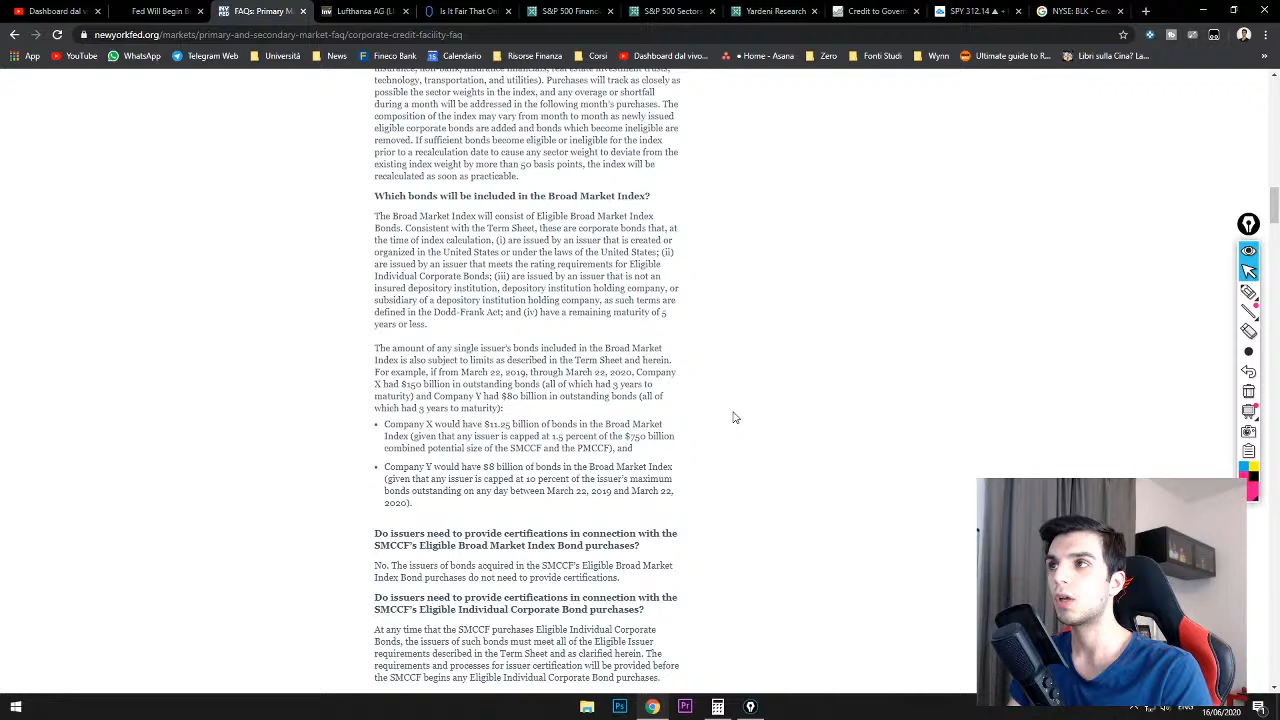 Dashboard dal v
Fed Will Begin B
FAQs: Primary M
Lufthansa AG (L
Is It Fair That On
S&P 500 Financi
S&P 500 Sectors
Yardeni Research
Credit to Govern
SPY 312.14 ▲ +
NYSE: BLK - Cer
newyorkfed.org/markets/primary-and-secondary-market-faq/corporate-credit-facility-faq
App
YouTube
WhatsApp
Telegram Web
Università
News
Fineco Bank
Calendario
Risorse Finanza
Corsi
Dashboard dal vivo...
Home - Asana
Zero
Fonti Studi
Wynn
Ultimate guide to R...
Libri sulla Cina? La...
insurance, non-bank, insurance financials, real estate investment trusts,
technology, transportation, and utilities). Purchases will track as closely as
possible the sector weights in the index, and any overage or shortfall
during a month will be addressed in the following month's purchases. The
composition of the index may vary from month to month as newly issued
eligible corporate bonds are added and bonds which become ineligible are
removed. If sufficient bonds become eligible or ineligible for the index
prior to a recalculation date to cause any sector weight to deviate from the
existing index weight by more than 50 basis points, the index will be
recalculated as soon as practicable.
Which bonds will be included in the Broad Market Index?
The Broad Market Index will consist of Eligible Broad Market Index
Bonds. Consistent with the Term Sheet, these are corporate bonds that, at
the time of index calculation, (i) are issued by an issuer that is created or
organized in the United States or under the laws of the United States; (ii)
are issued by an issuer that meets the rating requirements for Eligible
Individual Corporate Bonds; (iii) are issued by an issuer that is not an
insured depository institution, depository institution holding company, or
subsidiary of a depository institution holding company, as such terms are
defined in the Dodd-Frank Act; and (iv) have a remaining maturity of 5
years or less.
The amount of any single issuer's bonds included in the Broad Market
Index is also subject to limits as described in the Term Sheet and herein.
For example, if from March 22, 2019, through March 22, 2020, Company
X had $150 billion in outstanding bonds (all of which had 3 years to
maturity) and Company Y had $80 billion in outstanding bonds (all of
which had 3 years to maturity):
• Company X would have $11.25 billion of bonds in the Broad Market
Index (given that any issuer is capped at 1.5 percent of the $750 billion
combined potential size of the SMCCF and the PMCCF), and
• Company Y would have $8 billion of bonds in the Broad Market Index
(given that any issuer is capped at 10 percent of the issuer's maximum
bonds outstanding on any day between March 22, 2019 and March 22,
2020).
Do issuers need to provide certifications in connection with the
SMCCF's Eligible Broad Market Index Bond purchases?
No. The issuers of bonds acquired in the SMCCF's Eligible Broad Market
Index Bond purchases do not need to provide certifications.
Do issuers need to provide certifications in connection with the
SMCCF's Eligible Individual Corporate Bond purchases?
At any time that the SMCCF purchases Eligible Individual Corporate
Bonds, the issuers of such bonds must meet all of the Eligible Issuer
requirements described in the Term Sheet and as clarified herein. The
requirements and processes for issuer certification will be provided before
the SMCCF begins any Eligible Individual Corporate Bond purchases.
Ps
Pr
ENG
16/06/2020